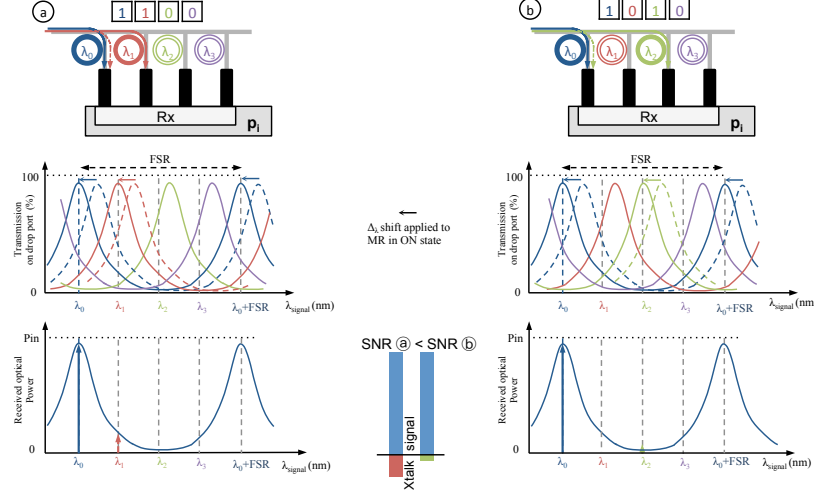 a
1 1 0 0
λ0 λ1 λ2 λ3
Rx
pi
FSR
Transmission
on drop port (%)
100
0
λ0 λ1 λ2 λ3 λ0+FSR λsignal (nm)
Received optical
Power
Pin
0
λ0 λ1 λ2 λ3 λ0+FSR λsignal (nm)
Δλ shift applied to
MR in ON state
SNR a < SNR b
signal
Xtalk
b
1 0 1 0
λ0 λ1 λ2 λ3
Rx
pi
FSR
Transmission
on drop port (%)
100
0
λ0 λ1 λ2 λ3 λ0+FSR λsignal (nm)
Received optical
Power
Pin
0
λ0 λ1 λ2 λ3 λ0+FSR λsignal (nm)